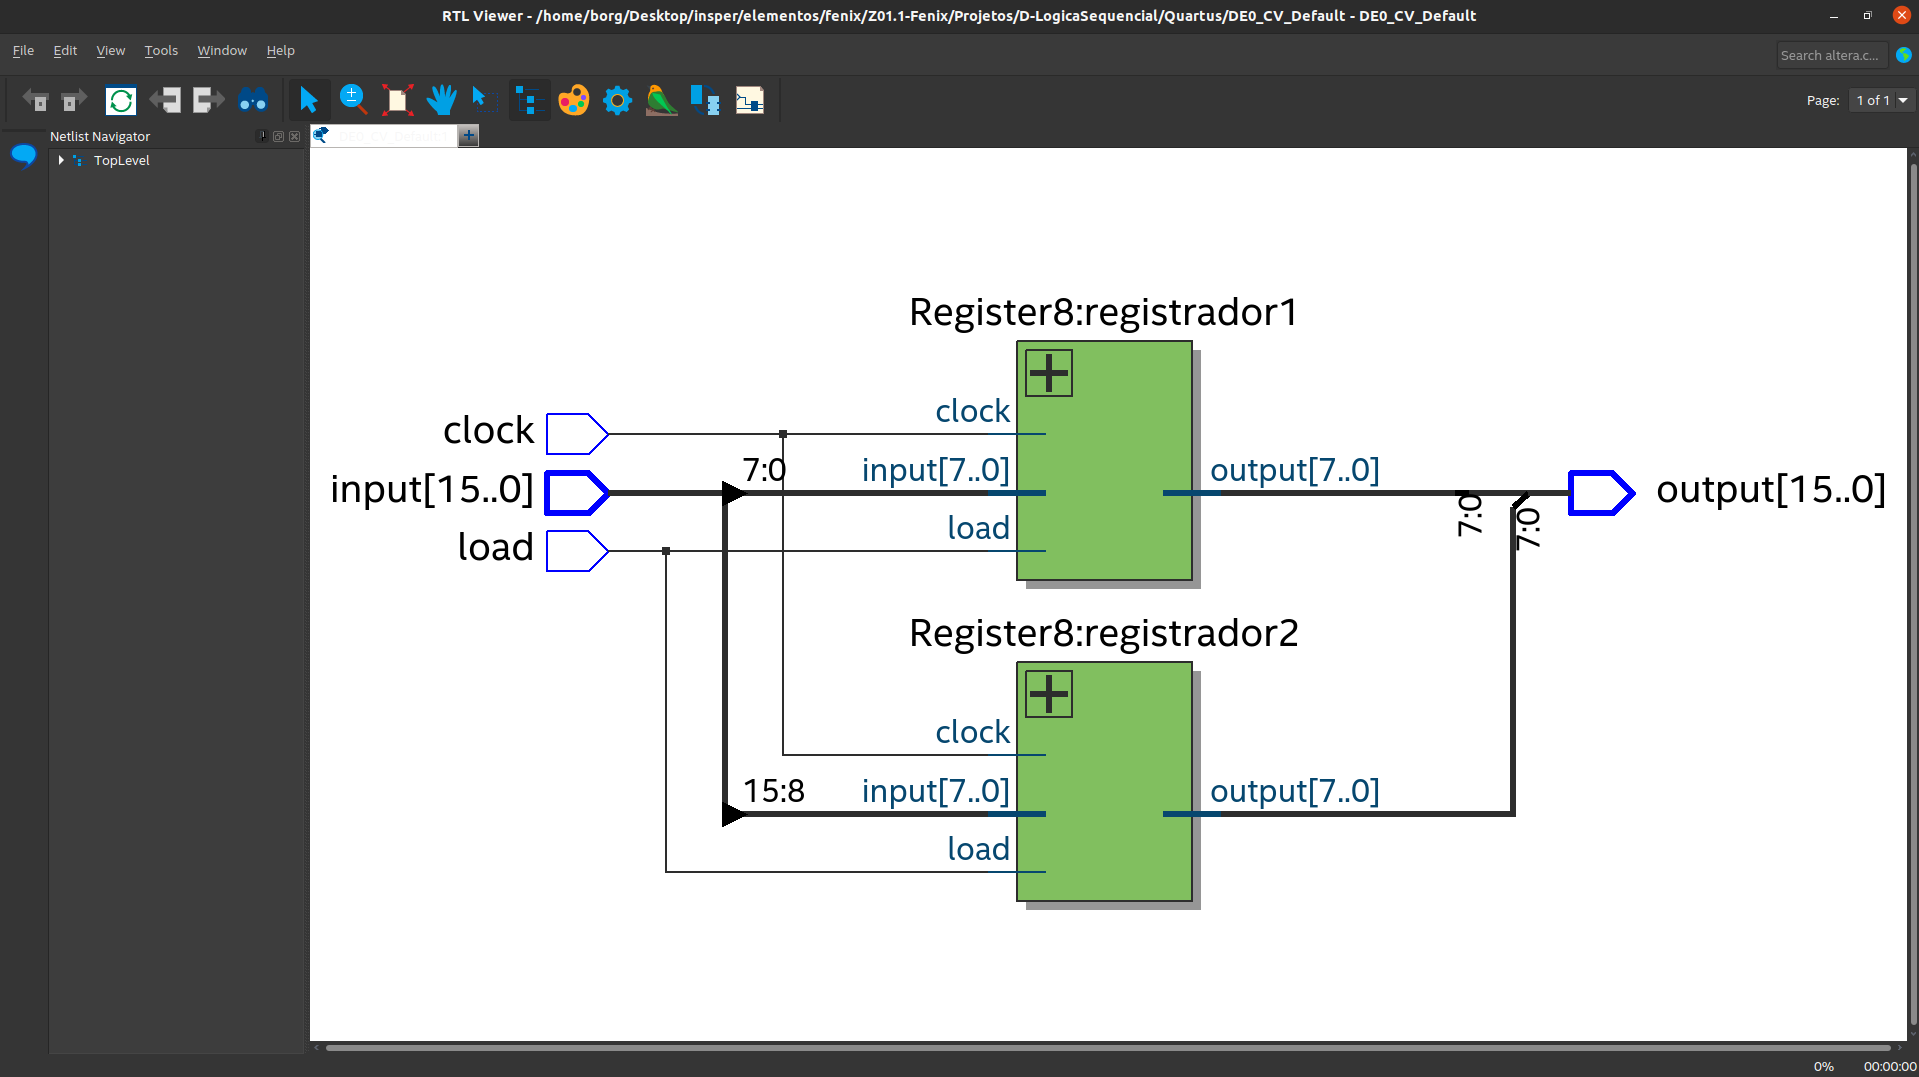 RTL Viewer - /home/borg/Desktop/insper/elementos/fenix/Z01.1-Fenix/Projetos/D-LogicaSequencial/Quartus/DE0_CV_Default - DE0_CV_Default
File Edit View Tools Window Help
Search altera.c...
Page: 1 of 1
Netlist Navigator
TopLevel
Register8:registrador1
clock
clock
7:0
input[7..0]
output[7..0]
input[15..0]
output[15..0]
7:0
7:0
load
load
Register8:registrador2
clock
15:8
input[7..0]
output[7..0]
load
0% 00:00:00